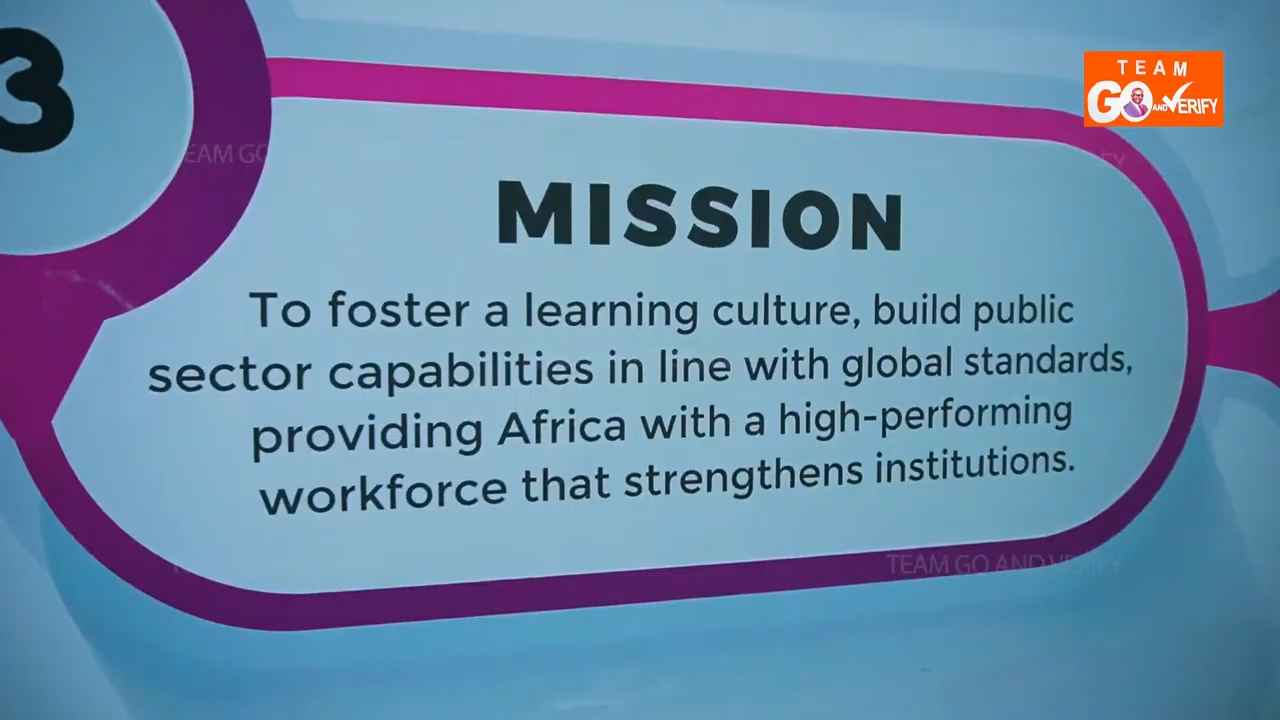 3
TEAM
GO AND VERIFY
TEAM GO
MISSION
To foster a learning culture, build public
sector capabilities in line with global standards,
providing Africa with a high-performing
workforce that strengthens institutions.
TEAM GO AND VERIFY